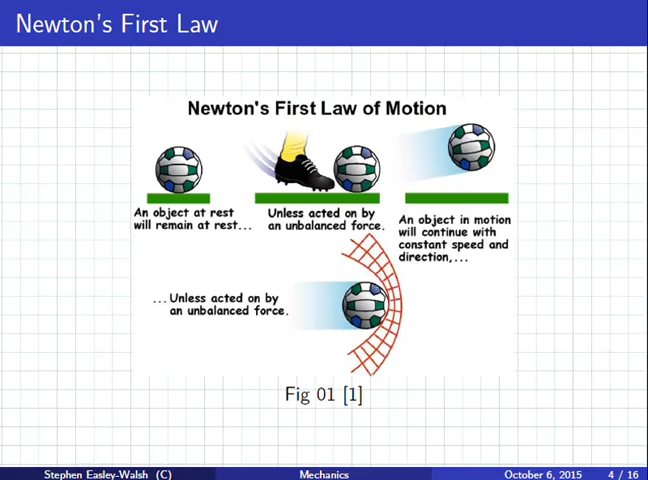 Newton's First Law
Newton's First Law of Motion
An object at rest
will remain at rest...
Unless acted on by
an unbalanced force.
An object in motion
will continue with
constant speed and
direction,...
...Unless acted on by
an unbalanced force.
Fig 01 [1]
Stephen Easley-Walsh (C) Mechanics October 6, 2015 4 / 16